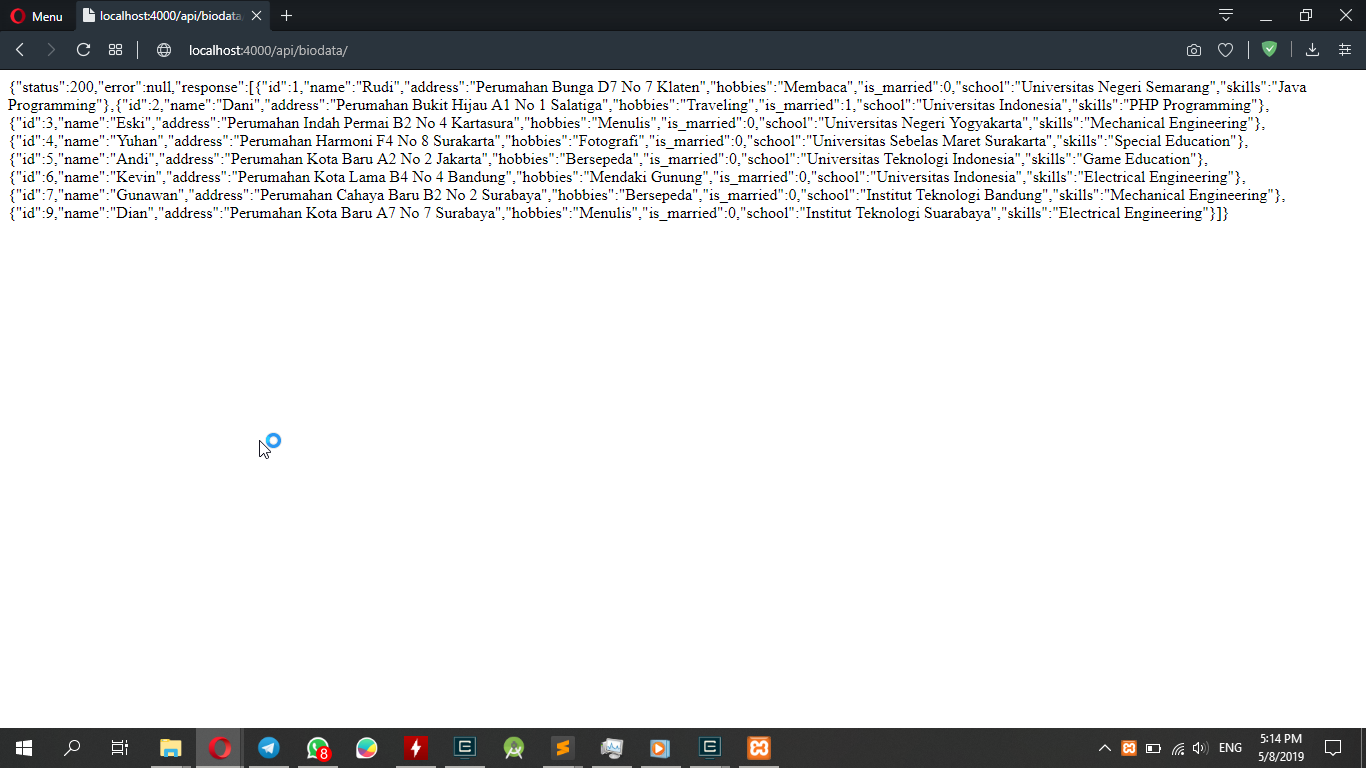 Menu
localhost:4000/api/biodata
localhost:4000/api/biodata/
{"status":200,"error":null,"response":[{"id":1,"name":"Rudi","address":"Perumahan Bunga D7 No 7 Klaten","hobbies":"Membaca","is_married":0,"school":"Universitas Negeri Semarang","skills":"Java
Programming"},{"id":2,"name":"Dani","address":"Perumahan Bukit Hijau A1 No 1 Salatiga","hobbies":"Traveling","is_married":1,"school":"Universitas Indonesia","skills":"PHP Programming"},
{"id":3,"name":"Eski","address":"Perumahan Indah Permai B2 No 4 Kartasura","hobbies":"Menulis","is_married":0,"school":"Universitas Negeri Yogyakarta","skills":"Mechanical Engineering"},
{"id":4,"name":"Yuhan","address":"Perumahan Harmoni F4 No 8 Surakarta","hobbies":"Fotografi","is_married":0,"school":"Universitas Sebelas Maret Surakarta","skills":"Special Education"},
{"id":5,"name":"Andi","address":"Perumahan Kota Baru A2 No 2 Jakarta","hobbies":"Bersepeda","is_married":0,"school":"Universitas Teknologi Indonesia","skills":"Game Education"},
{"id":6,"name":"Kevin","address":"Perumahan Kota Lama B4 No 4 Bandung","hobbies":"Mendaki Gunung","is_married":0,"school":"Universitas Indonesia","skills":"Electrical Engineering"},
{"id":7,"name":"Gunawan","address":"Perumahan Cahaya Baru B2 No 2 Surabaya","hobbies":"Bersepeda","is_married":0,"school":"Institut Teknologi Bandung","skills":"Mechanical Engineering"},
{"id":9,"name":"Dian","address":"Perumahan Kota Baru A7 No 7 Surabaya","hobbies":"Menulis","is_married":0,"school":"Institut Teknologi Suarabaya","skills":"Electrical Engineering"}]}
8
ENG
5:14 PM
5/8/2019